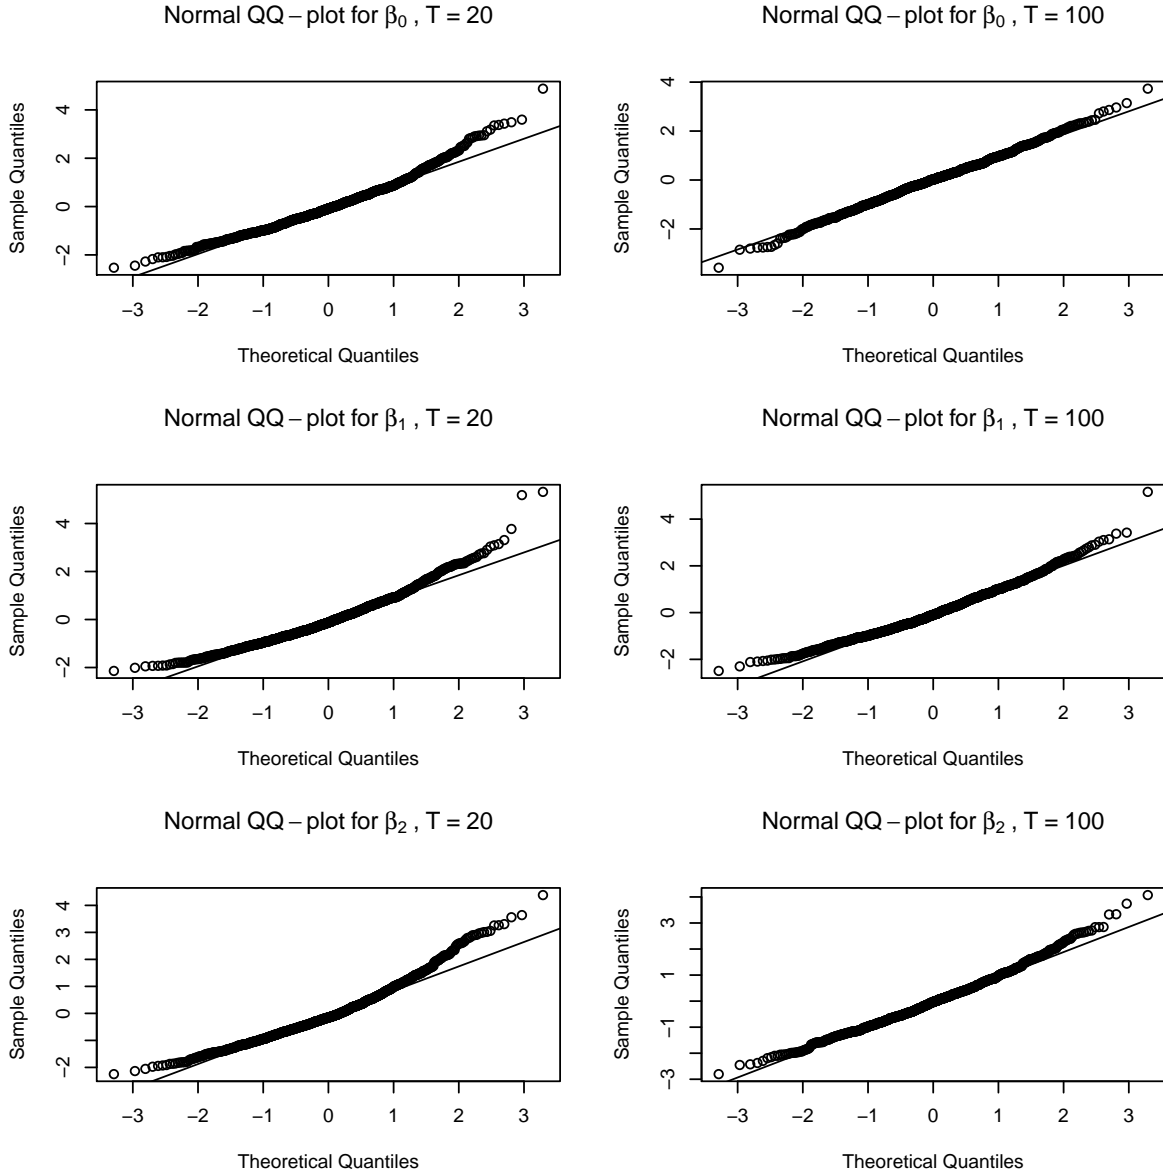 Normal QQ – plot for β₀ , T = 20
Sample Quantiles
4
2
0
−2
−3 −2 −1 0 1 2 3
Theoretical Quantiles
Normal QQ – plot for β₀ , T = 100
Sample Quantiles
4
2
0
−2
−3 −2 −1 0 1 2 3
Theoretical Quantiles
Normal QQ – plot for β₁ , T = 20
Sample Quantiles
4
2
0
−2
−3 −2 −1 0 1 2 3
Theoretical Quantiles
Normal QQ – plot for β₁ , T = 100
Sample Quantiles
4
2
0
−2
−3 −2 −1 0 1 2 3
Theoretical Quantiles
Normal QQ – plot for β₂ , T = 20
Sample Quantiles
4
3
2
1
0
−2
−3 −2 −1 0 1 2 3
Theoretical Quantiles
Normal QQ – plot for β₂ , T = 100
Sample Quantiles
3
1
−1
−3
−3 −2 −1 0 1 2 3
Theoretical Quantiles